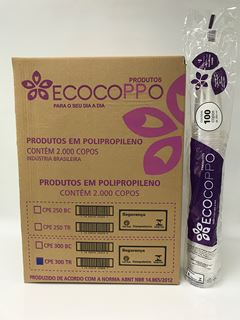 PRODUTOS
ECOCOPPO
PARA O SEU DIA A DIA
PRODUTOS EM POLIPROPILENO
CONTÉM 2.000 COPOS
INDÚSTRIA BRASILEIRA
PRODUTOS EM POLIPROPILENO
CONTÉM 2.000 COPOS
CPE 250 BC
Segurança
CPE 250 TR
CPE 300 BC
Segurança
CPE 300 TR
PRODUZIDO DE ACORDO COM A NORMA ABNT NBR 14.865/2012
100
ECOCOPPO